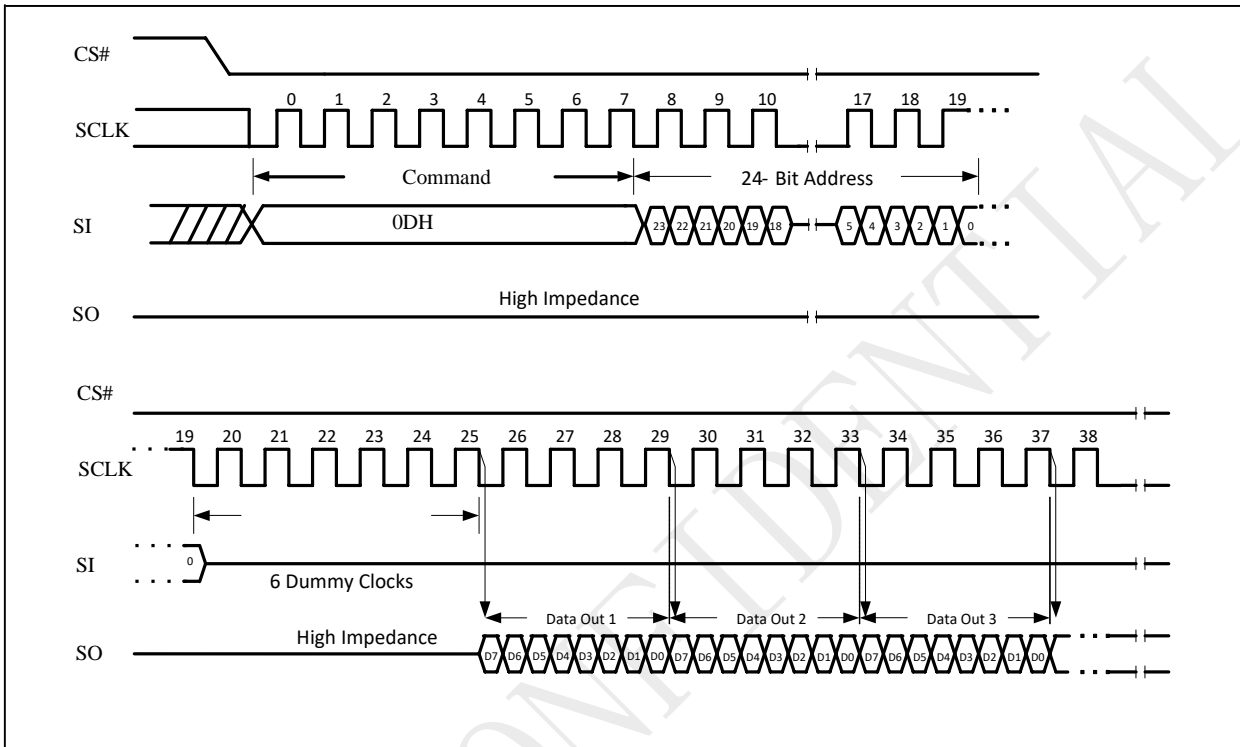 CS#
0 1 2 3 4 5 6 7 8 9 10 17 18 19
SCLK
Command
24- Bit Address
SI
0DH
23 22 21 20 19 18 5 4 3 2 1 0
High Impedance
SO
CS#
19 20 21 22 23 24 25 26 27 28 29 30 31 32 33 34 35 36 37 38
SCLK
SI
0
6 Dummy Clocks
Data Out 1 Data Out 2 Data Out 3
High Impedance
SO
D7 D6 D5 D4 D3 D2 D1 D0 D7 D6 D5 D4 D3 D2 D1 D0 D7 D6 D5 D4 D3 D2 D1 D0
ONFIDENTIAL